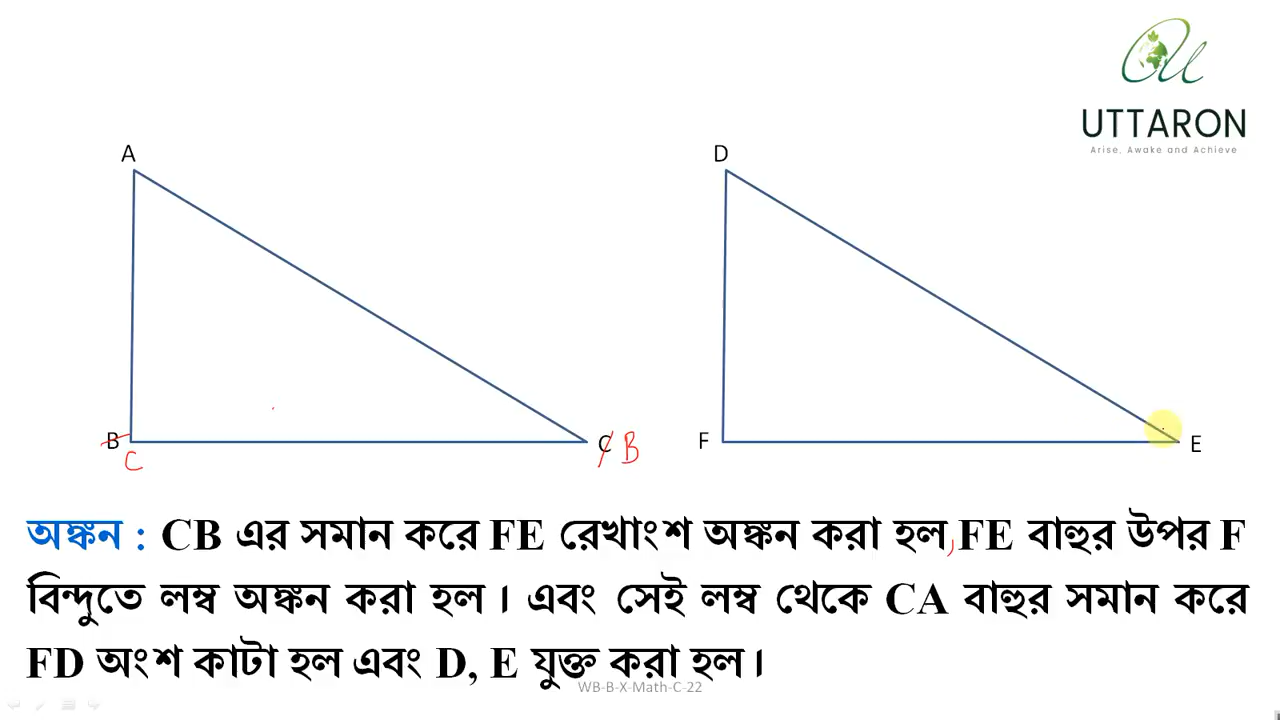 UTTARON
Arise, Awake and Achieve
A
D
B
C B
C
F
E
অঙ্কন : CB এর সমান করে FE রেখাংশ অঙ্কন করা হল, FE বাহুর উপর F
বিন্দুতে লম্ব অঙ্কন করা হল। এবং সেই লম্ব থেকে CA বাহুর সমান করে
FD অংশ কাটা হল এবং D, E যুক্ত করা হল।
WB-B-X-Math-C-22